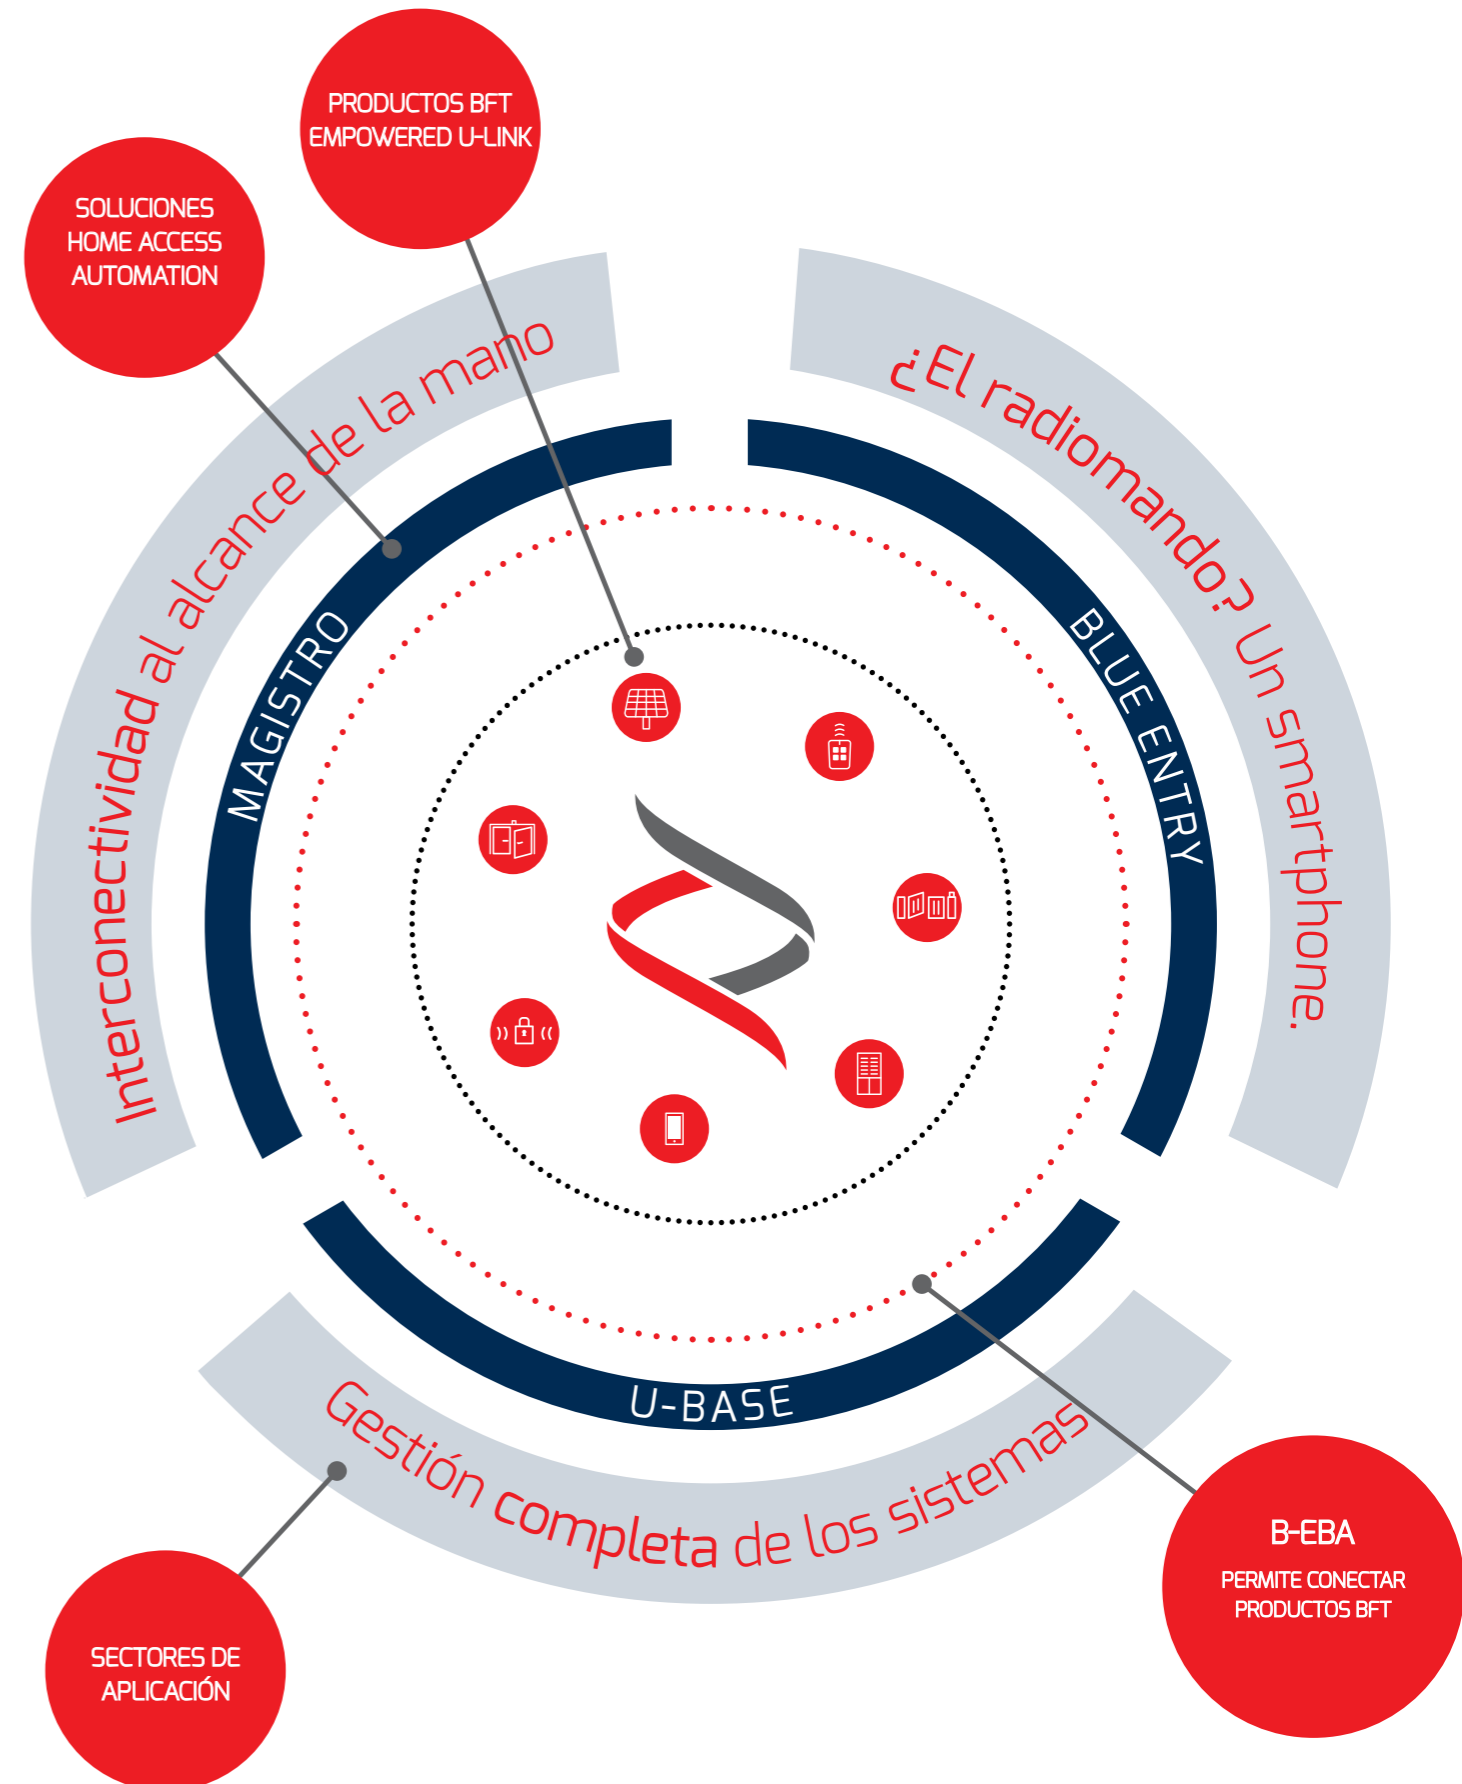 PRODUCTOS BFT
EMPOWERED U-LINK
SOLUCIONES
HOME ACCESS
AUTOMATION
Interconectividad al alcance de la mano
¿El radiomando? Un smartphone.
MAGISTRO
BLUE ENTRY
U-BASE
Gestión completa de los sistemas
B-EBA
PERMITE CONECTAR
PRODUCTOS BFT
SECTORES DE
APLICACIÓN